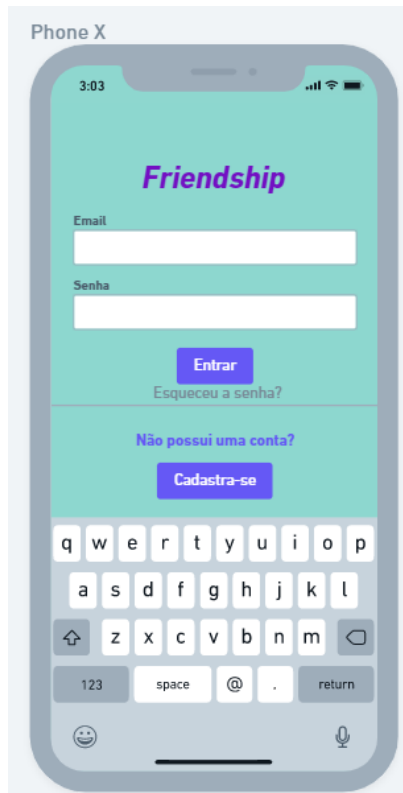 Phone X
3:03
Friendship
Email
Senha
Entrar
Esqueceu a senha?
Não possui uma conta?
Cadastra-se
q w e r t y u i o p
a s d f g h j k l
z x c v b n m
123 space @ . return